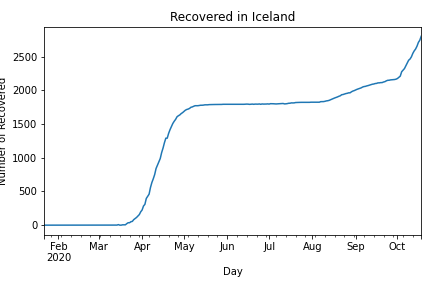 Recovered in Iceland
Number of Recovered
2500
2000
1500
1000
500
0
Feb Mar Apr May Jun Jul Aug Sep Oct
2020
Day